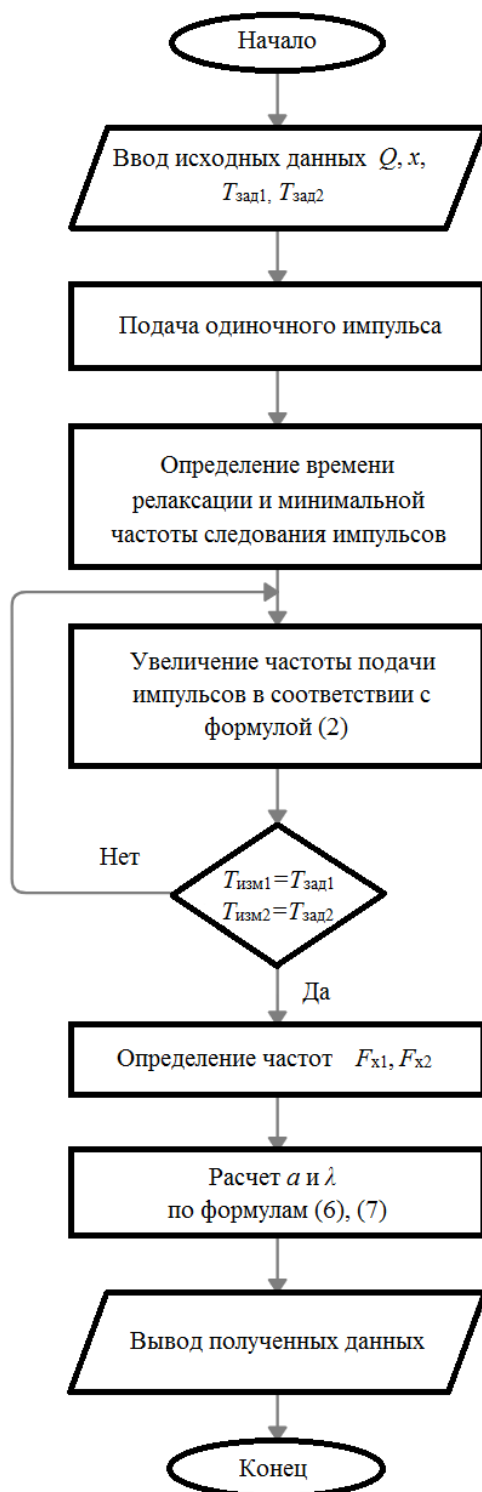 Начало
Ввод исходных данных Q, x,
Tзад1, Tзад2
Подача одиночного импульса
Определение времени
релаксации и минимальной
частоты следования импульсов
Увеличение частоты подачи
импульсов в соответствии с
формулой (2)
Нет
Tизм1=Tзад1
Tизм2=Tзад2
Да
Определение частот Fx1, Fx2
Расчет a и λ
по формулам (6), (7)
Вывод полученных данных
Конец